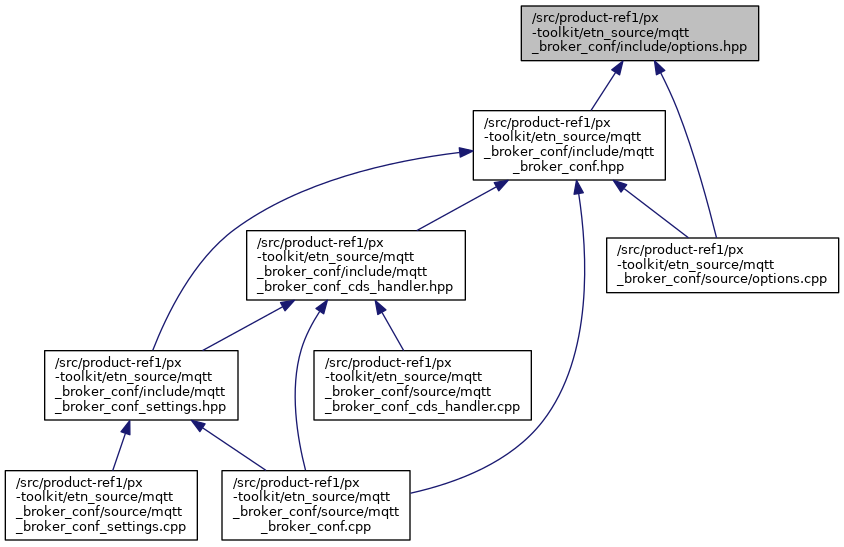 /src/product-ref1/px
-toolkit/etn_source/mqtt
_broker_conf/include/options.hpp
/src/product-ref1/px
-toolkit/etn_source/mqtt
_broker_conf/include/mqtt
_broker_conf.hpp
/src/product-ref1/px
-toolkit/etn_source/mqtt
_broker_conf/include/mqtt
_broker_conf_cds_handler.hpp
/src/product-ref1/px
-toolkit/etn_source/mqtt
_broker_conf/source/options.cpp
/src/product-ref1/px
-toolkit/etn_source/mqtt
_broker_conf/include/mqtt
_broker_conf_settings.hpp
/src/product-ref1/px
-toolkit/etn_source/mqtt
_broker_conf/source/mqtt
_broker_conf_cds_handler.cpp
/src/product-ref1/px
-toolkit/etn_source/mqtt
_broker_conf/source/mqtt
_broker_conf_settings.cpp
/src/product-ref1/px
-toolkit/etn_source/mqtt
_broker_conf/source/mqtt
_broker_conf.cpp